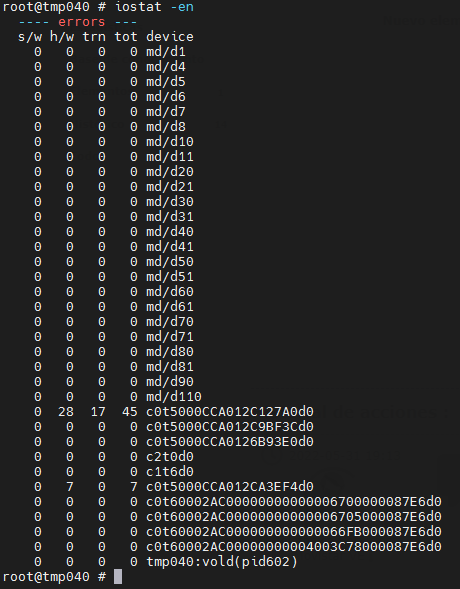 root@tmp040 # iostat -en
  ---- errors ---
  s/w h/w trn tot device
    0   0   0   0 md/d1
    0   0   0   0 md/d4
    0   0   0   0 md/d5
    0   0   0   0 md/d6
    0   0   0   0 md/d7
    0   0   0   0 md/d8
    0   0   0   0 md/d10
    0   0   0   0 md/d11
    0   0   0   0 md/d20
    0   0   0   0 md/d21
    0   0   0   0 md/d30
    0   0   0   0 md/d31
    0   0   0   0 md/d40
    0   0   0   0 md/d41
    0   0   0   0 md/d50
    0   0   0   0 md/d51
    0   0   0   0 md/d60
    0   0   0   0 md/d61
    0   0   0   0 md/d70
    0   0   0   0 md/d71
    0   0   0   0 md/d80
    0   0   0   0 md/d81
    0   0   0   0 md/d90
    0   0   0   0 md/d110
    0  28  17  45 c0t5000CCA012C127A0d0
    0   0   0   0 c0t5000CCA012C9BF3Cd0
    0   0   0   0 c0t5000CCA0126B93E0d0
    0   0   0   0 c2t0d0
    0   0   0   0 c1t6d0
    0   7   0   7 c0t5000CCA012CA3EF4d0
    0   0   0   0 c0t60002AC00000000000006700000087E6d0
    0   0   0   0 c0t60002AC00000000000006705000087E6d0
    0   0   0   0 c0t60002AC000000000000066FB000087E6d0
    0   0   0   0 c0t60002AC00000000004003C78000087E6d0
    0   0   0   0 tmp040:vold(pid602)
root@tmp040 #